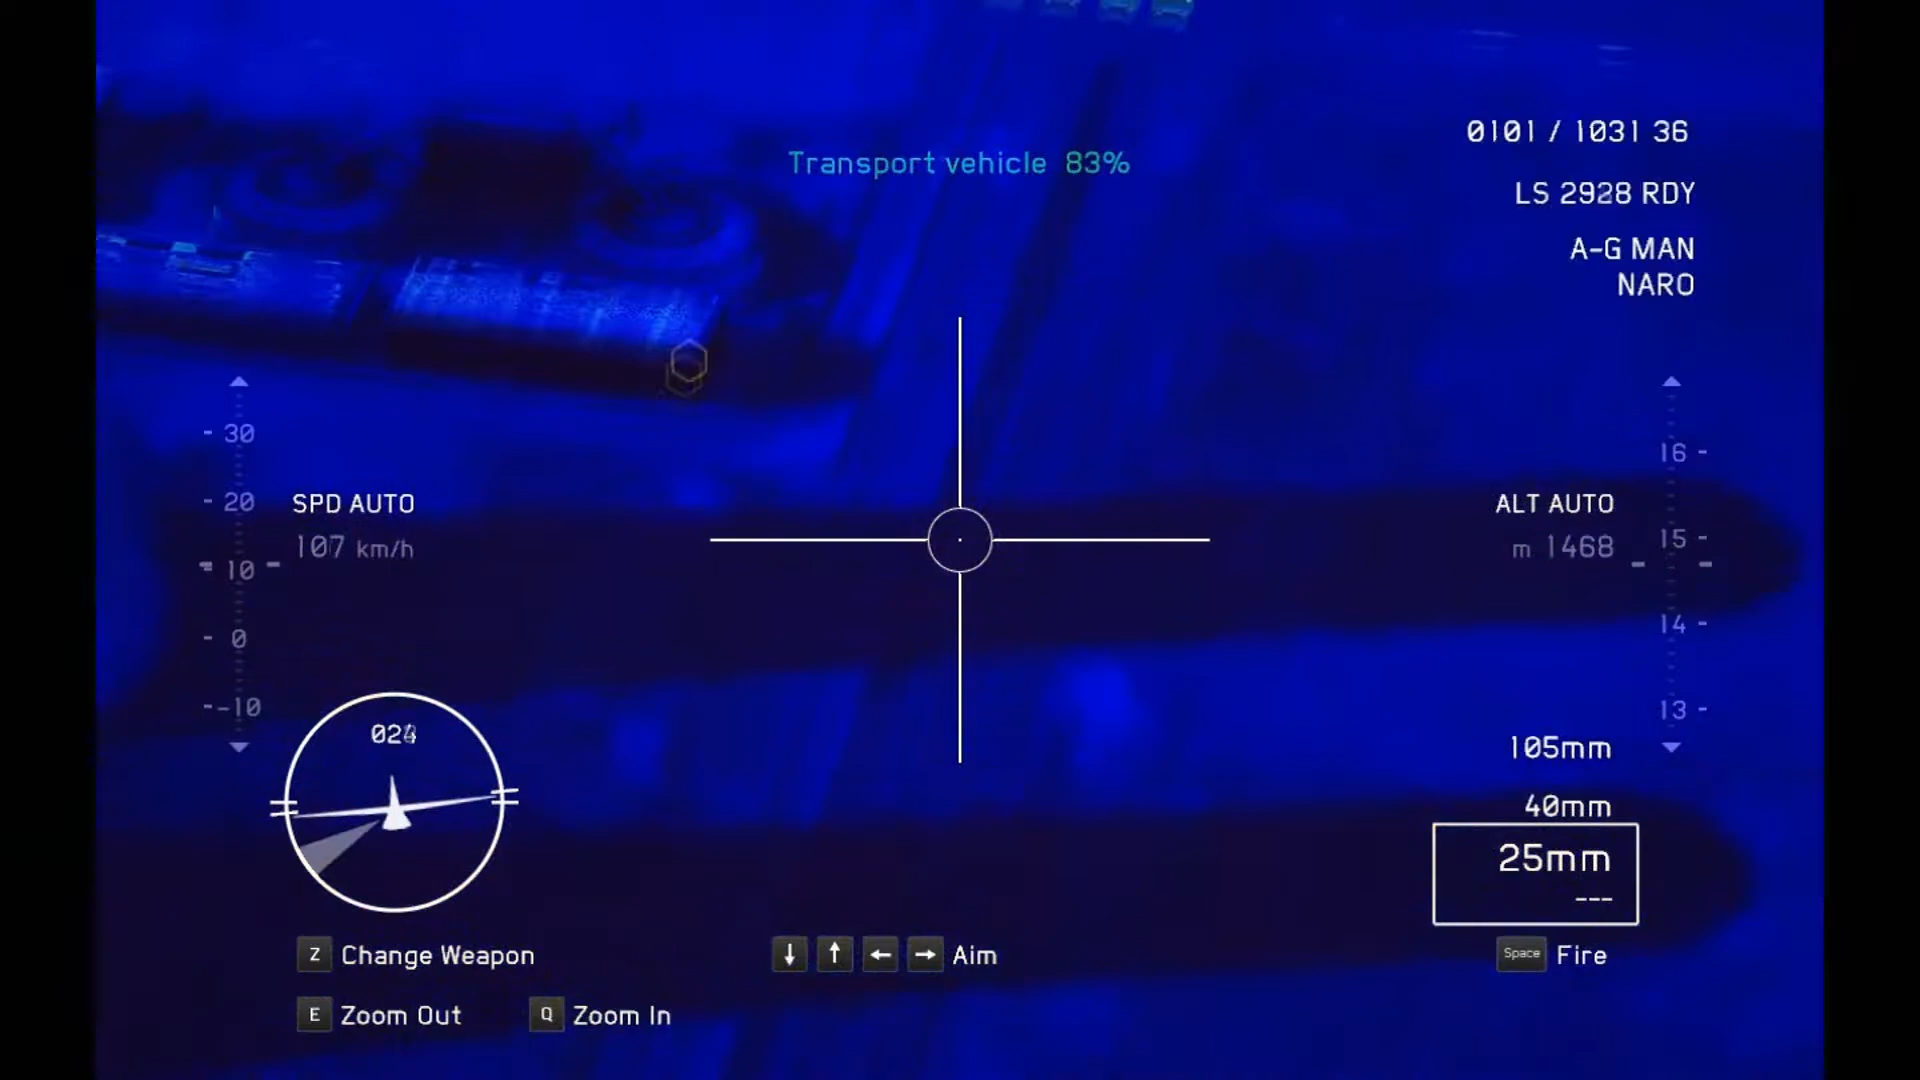 Transport vehicle 83%
0101 / 1031 36
LS 2928 RDY
A-G MAN
NARO
30
20
10
0
-10
SPD AUTO
107 km/h
ALT AUTO
m 1468
16
15
14
13
105mm
40mm
25mm
---
Z Change Weapon
↓ ↑ ← → Aim
Space Fire
E Zoom Out
Q Zoom In